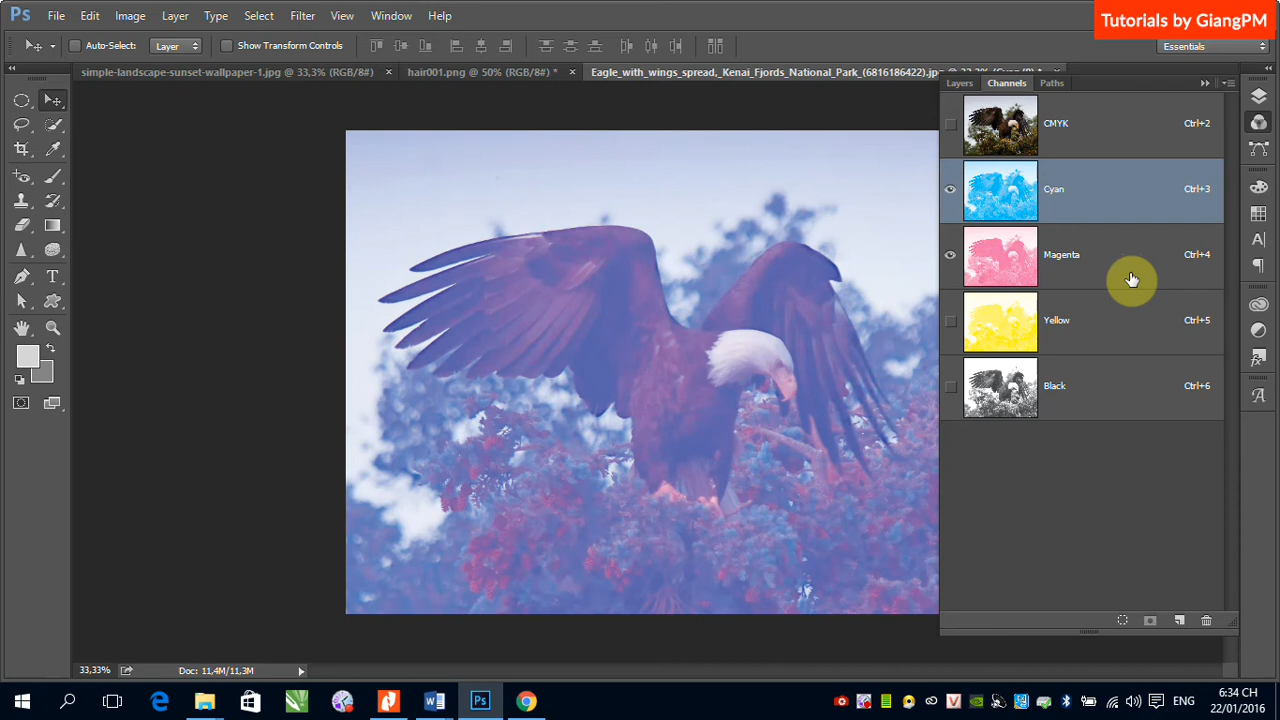 Ps File Edit Image Layer Type Select Filter View Window Help
Tutorials by GiangPM
Auto-Select: Layer Show Transform Controls
Essentials
simple-landscape-sunset-wallpaper-1.jpg @ 33,3% (RGB/8#) × hair001.png @ 50% (RGB/8#) * × Eagle_with_wings_spread,_Kenai_Fjords_National_Park_(6816186422).jpg
Layers Channels Paths
CMYK Ctrl+2
Cyan Ctrl+3
Magenta Ctrl+4
Yellow Ctrl+5
Black Ctrl+6
33,33% Doc: 11,4M/11,3M
ENG
6:34 CH
22/01/2016